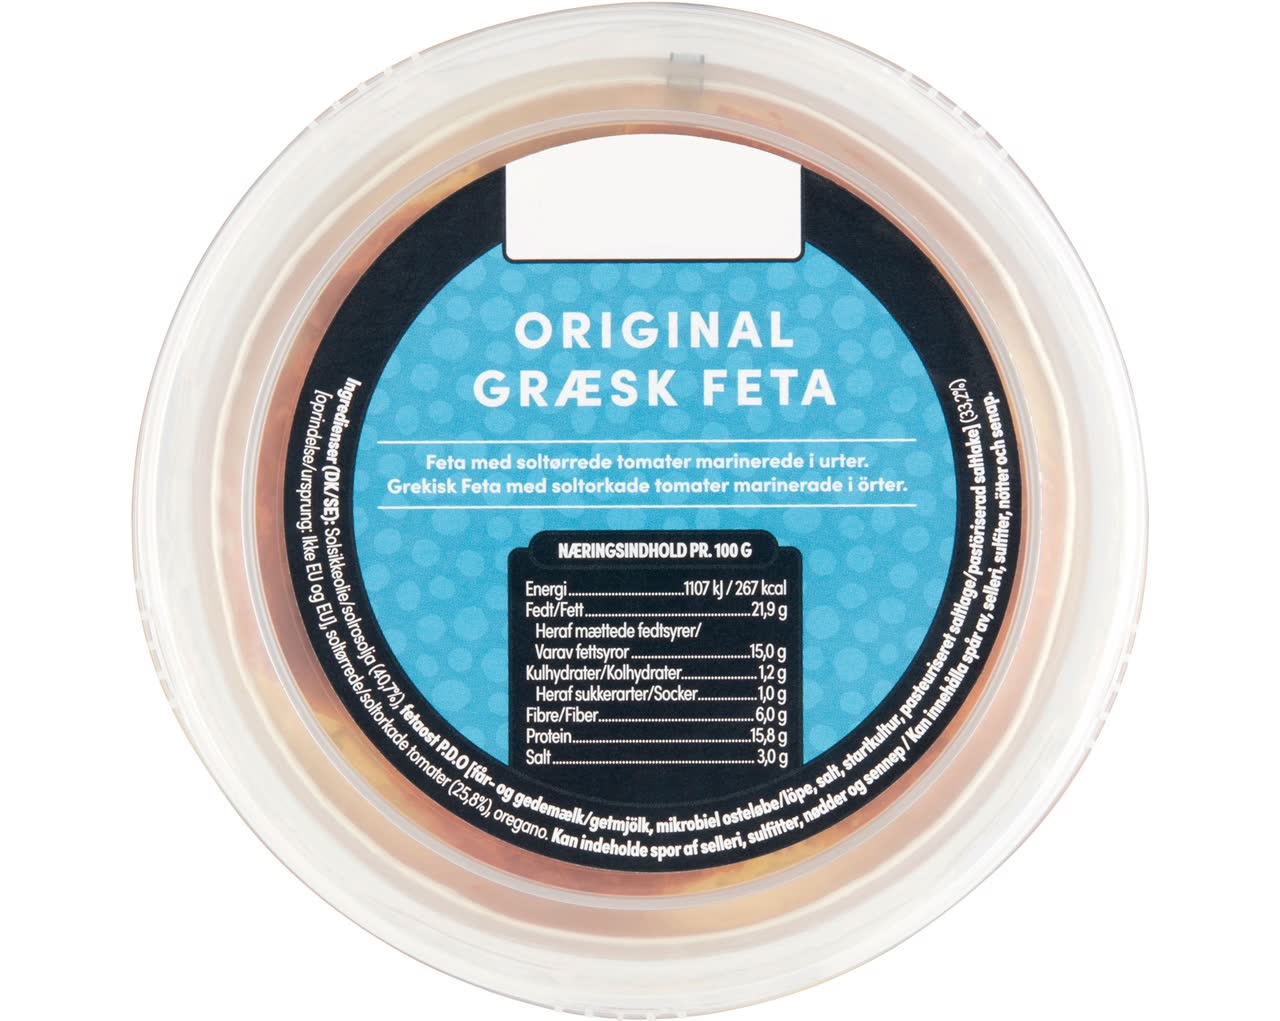 ORIGINAL
GRÆSK FETA
Feta med soltørrede tomater marinerede i urter.
Grekisk Feta med soltorkade tomater marinerade i örter.
NÆRINGSINDHOLD PR. 100 G
Energi 1107 kJ / 267 kcal
Fedt/Fett 21,9 g
Heraf mættede fedtsyrer/
Varav fettsyror 15,0 g
Kulhydrater/Kolhydrater 1,2 g
Heraf sukkerarter/Socker 1,0 g
Fibre/Fiber 6,0 g
Protein 15,8 g
Salt 3,0 g
Ingredienser (DK/SE): Solsikkeolie/solrosolja (40,7%), fetaost P.D.O [får- og gedemælk/getmjölk, mikrobiel osteløbe/löpe, salt, startkultur, pasteuriseret saltlage/pastöriserad saltlake] (33,2%)
[oprindelse/ursprung: Ikke EU og EU], soltørrede/soltorkade tomater (25,8%), oregano. Kan indeholde spor af selleri, sulfitter, nødder og sennep / Kan innehålla spår av, selleri, sulfiter, nötter och senap.